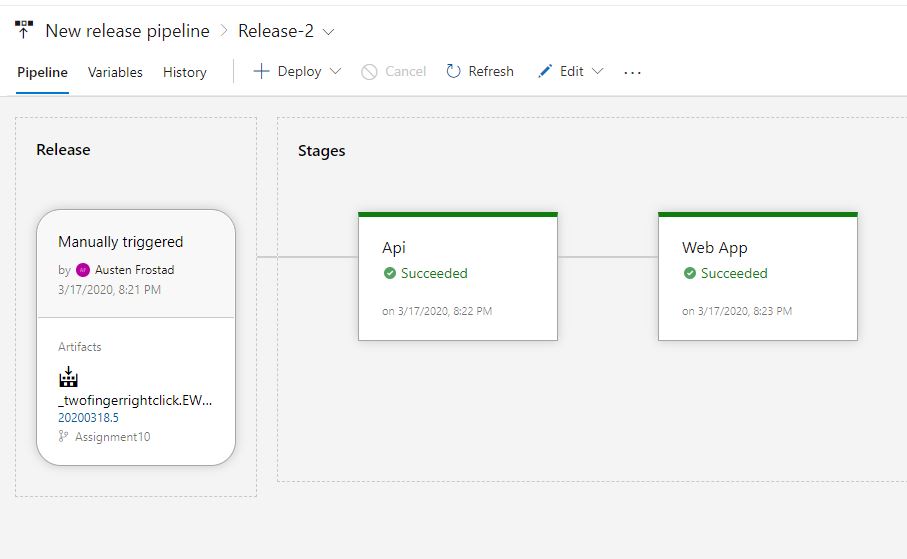 New release pipeline > Release-2
Pipeline Variables History + Deploy Cancel Refresh Edit ...
Release
Manually triggered
by AF Austen Frostad
3/17/2020, 8:21 PM
Artifacts
_twofingerrightclick.EW...
20200318.5
Assignment10
Stages
Api
Succeeded
on 3/17/2020, 8:22 PM
Web App
Succeeded
on 3/17/2020, 8:23 PM